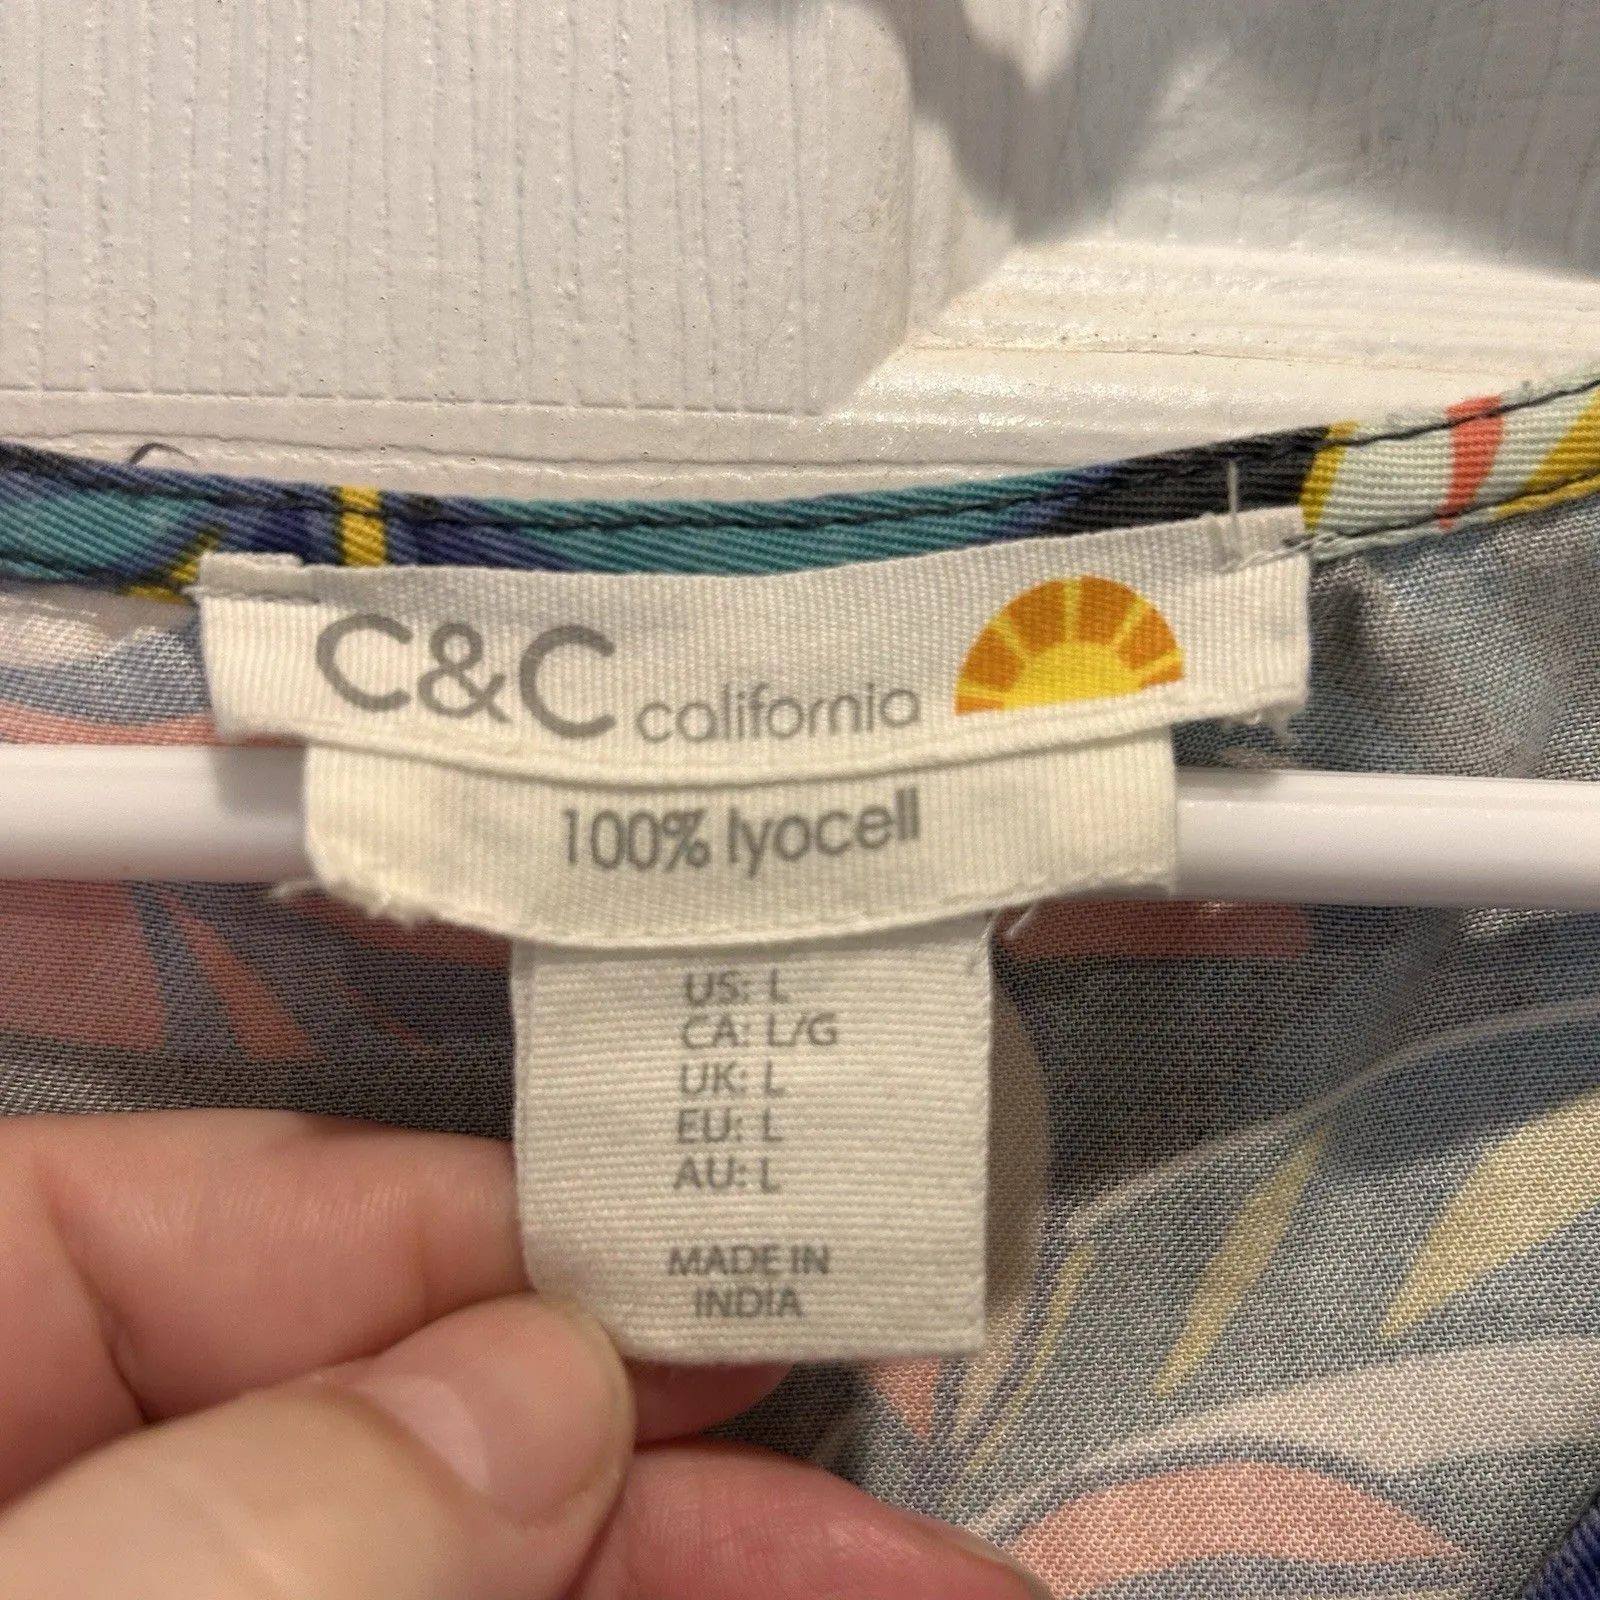 C&C california
100% lyocell
US: L
CA: L/G
UK: L
EU: L
AU: L
MADE IN
INDIA